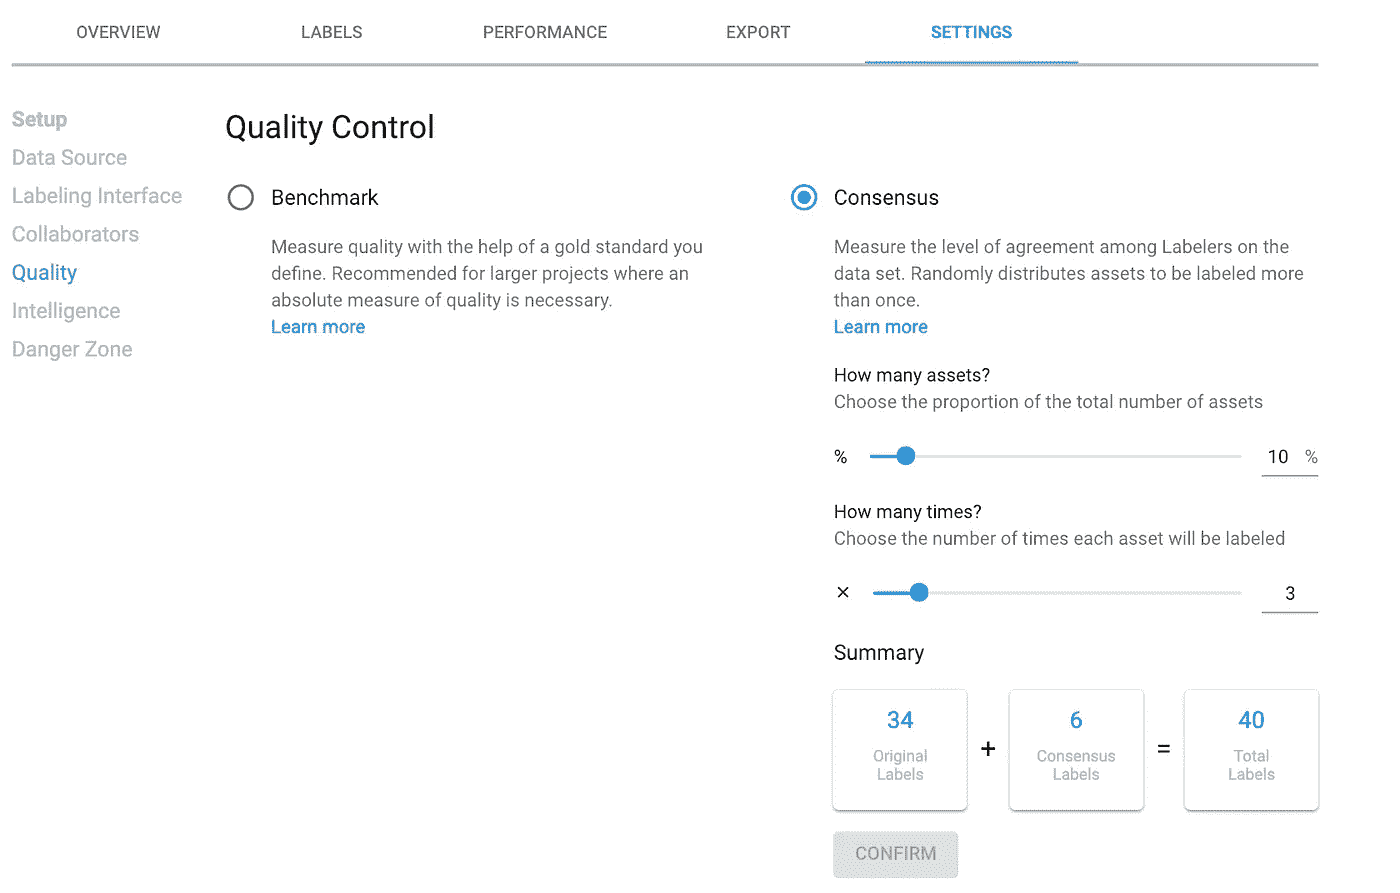 OVERVIEW LABELS PERFORMANCE EXPORT SETTINGS
Setup
Data Source
Labeling Interface
Collaborators
Quality
Intelligence
Danger Zone
Quality Control
Benchmark
Measure quality with the help of a gold standard you
define. Recommended for larger projects where an
absolute measure of quality is necessary.
Learn more
Consensus
Measure the level of agreement among Labelers on the
data set. Randomly distributes assets to be labeled more
than once.
Learn more
How many assets?
Choose the proportion of the total number of assets
% 10 %
How many times?
Choose the number of times each asset will be labeled
× 3
Summary
34
Original
Labels
+
6
Consensus
Labels
=
40
Total
Labels
CONFIRM